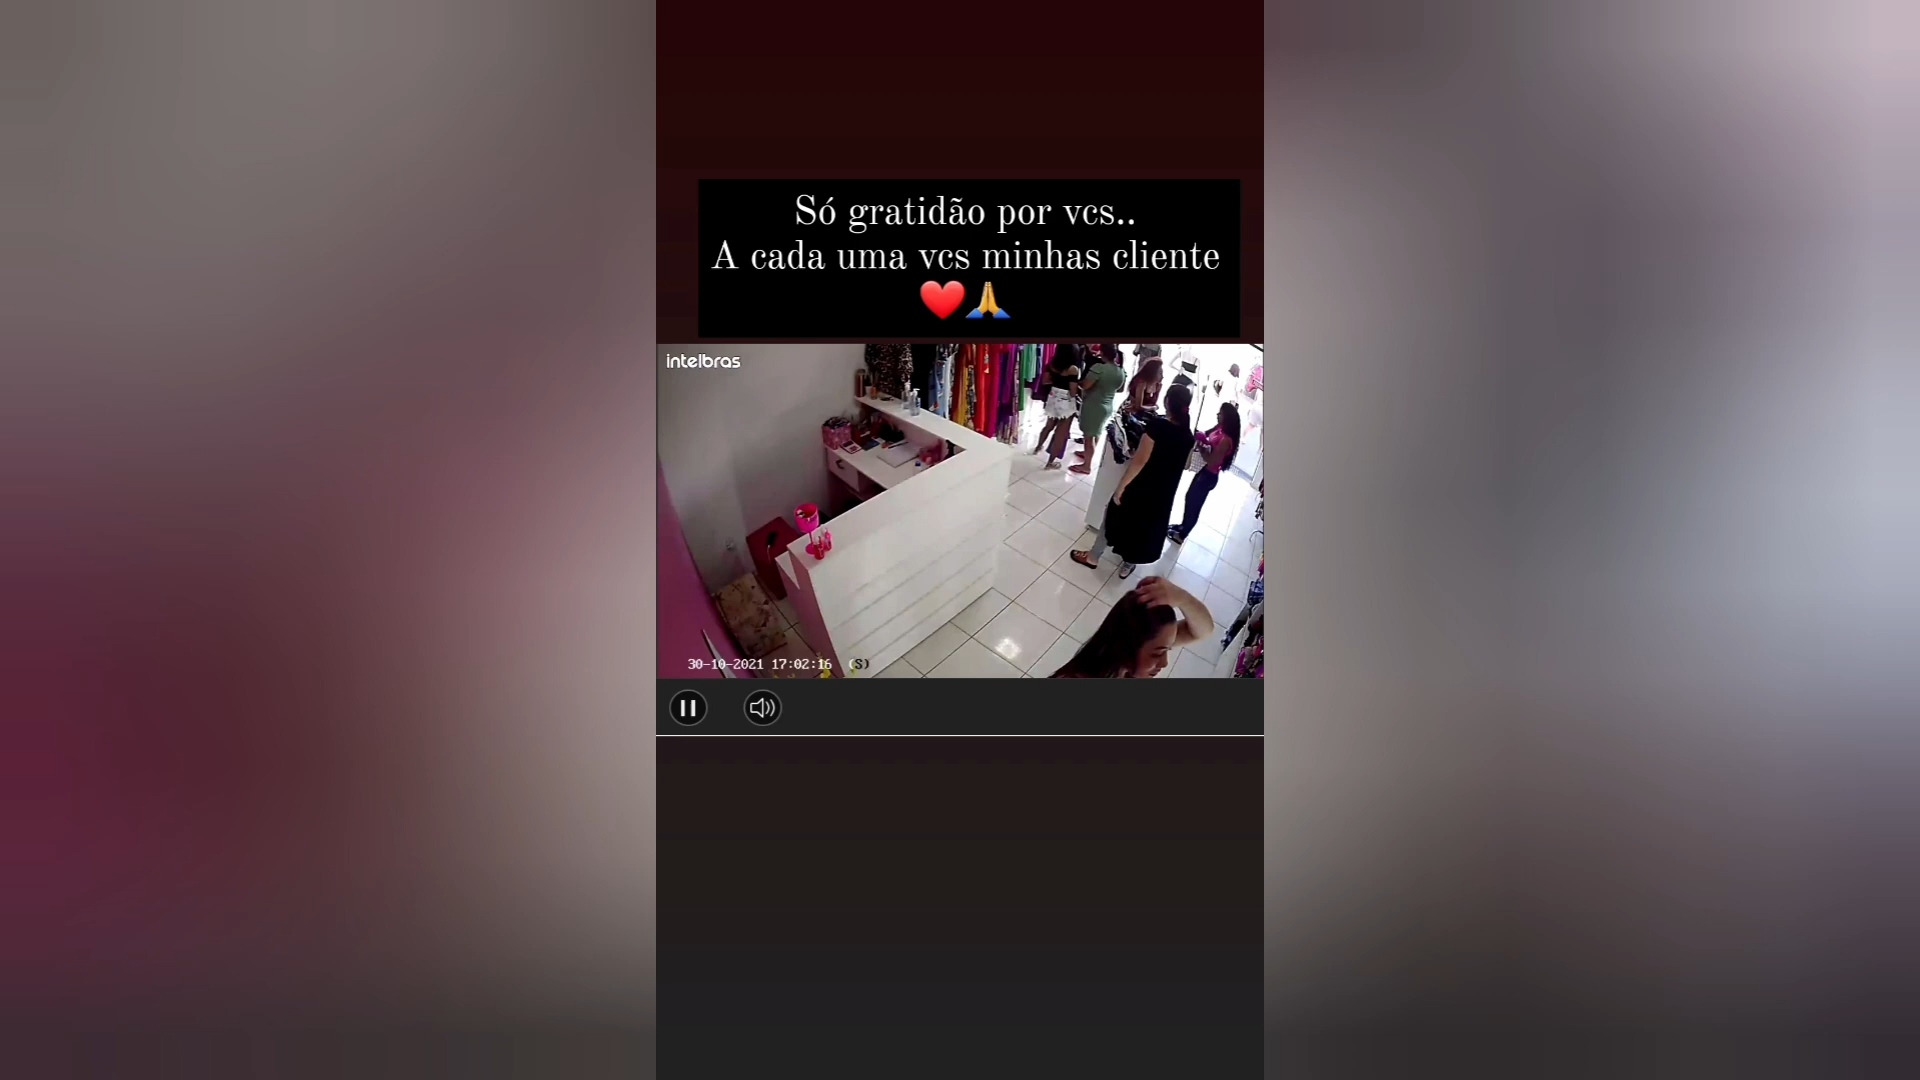 Só gratidão por vcs..
A cada uma vcs minhas cliente
❤️🙏
intelbras
30-10-2021 17:02:16 (S)